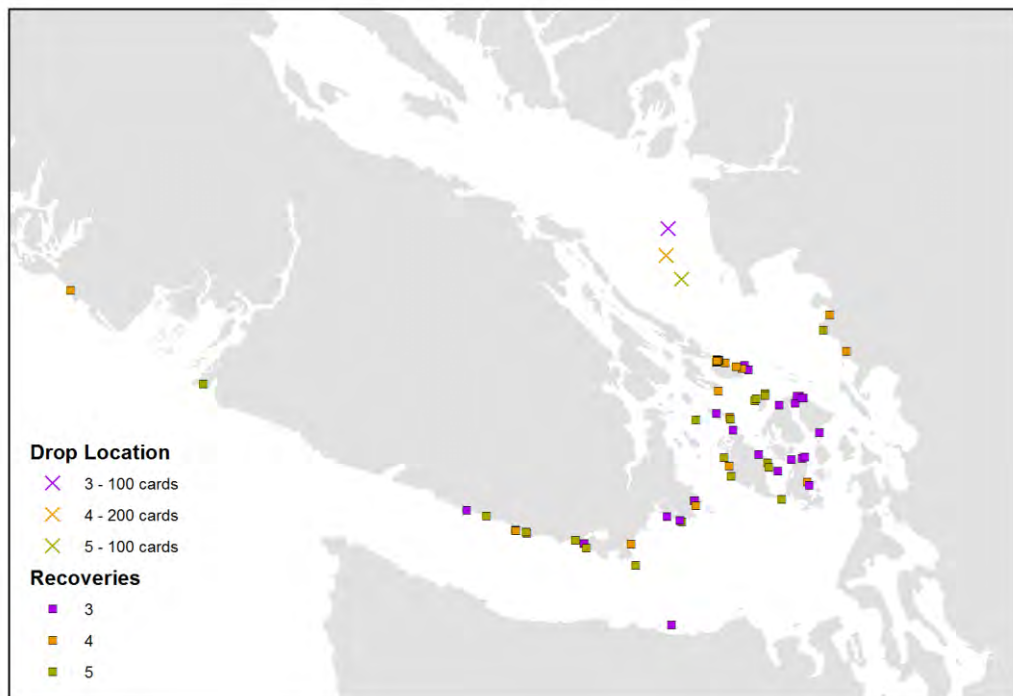 Drop Location
3 - 100 cards
4 - 200 cards
5 - 100 cards
Recoveries
3
4
5